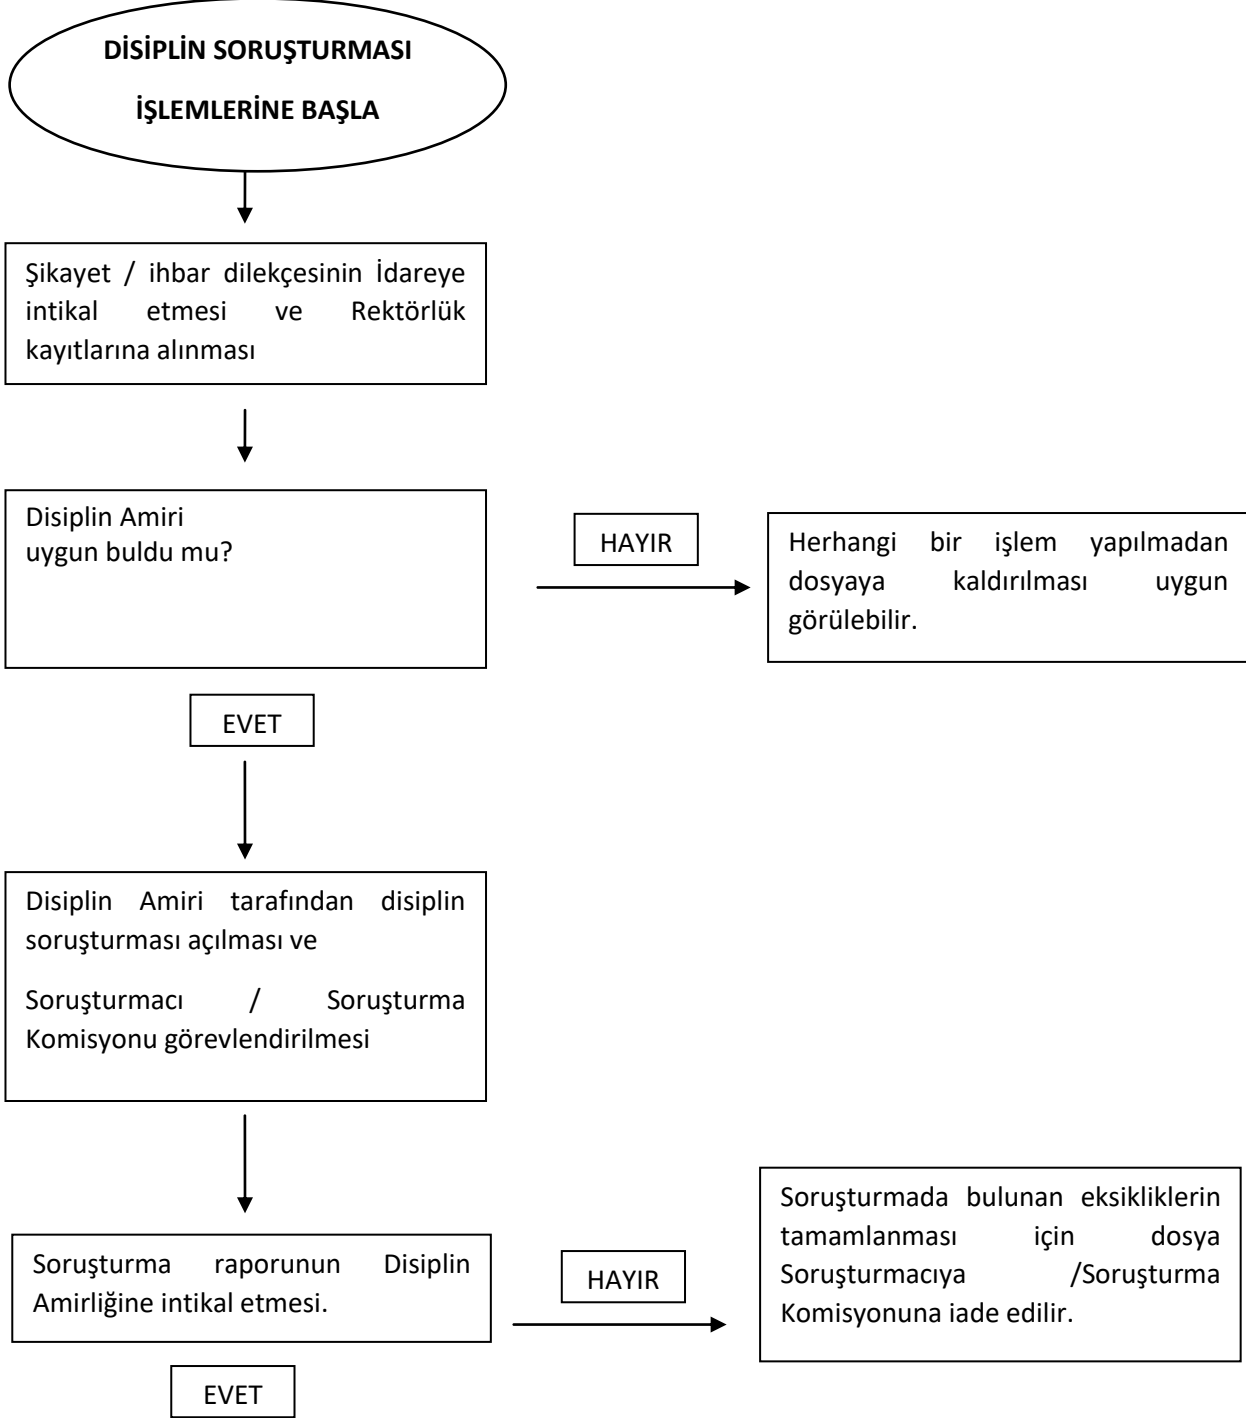 DİSİPLİN SORUŞTURMASI
İŞLEMLERİNE BAŞLA
Şikayet / ihbar dilekçesinin İdareye
intikal etmesi ve Rektörlük
kayıtlarına alınması
Disiplin Amiri
uygun buldu mu?
HAYIR
Herhangi bir işlem yapılmadan
dosyaya kaldırılması uygun
görülebilir.
EVET
Disiplin Amiri tarafından disiplin
soruşturması açılması ve
Soruşturmacı / Soruşturma
Komisyonu görevlendirilmesi
Soruşturma raporunun Disiplin
Amirliğine intikal etmesi.
HAYIR
Soruşturmada bulunan eksikliklerin
tamamlanması için dosya
Soruşturmacıya /Soruşturma
Komisyonuna iade edilir.
EVET